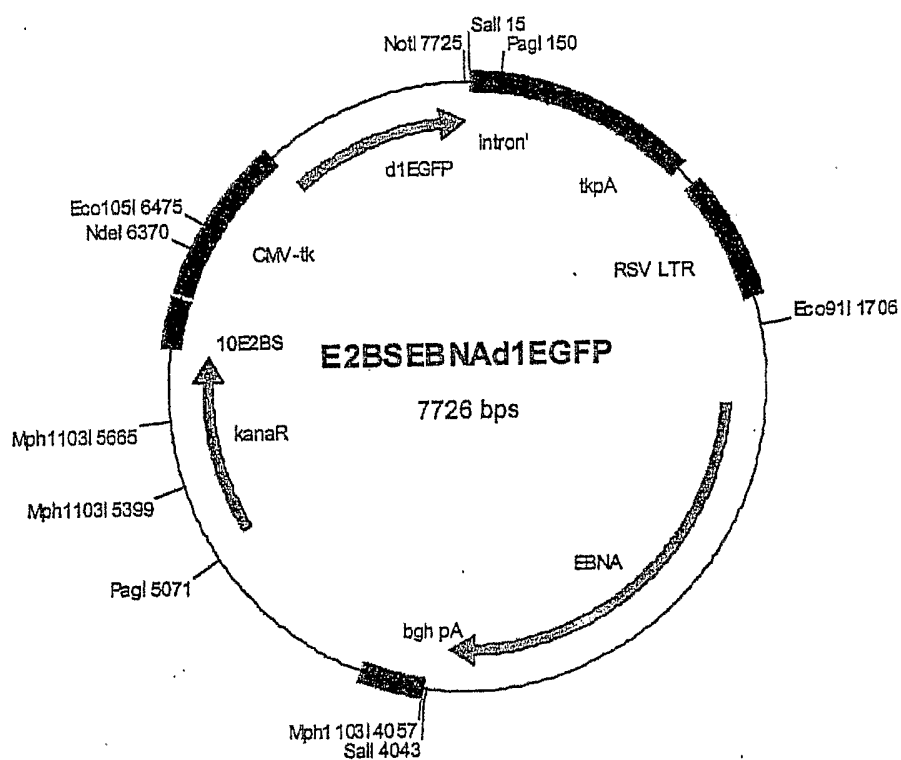 SalI 15
NotI 7725
PagI 150
intron'
d1EGFP
tkpA
Eco105I 6475
NdeI 6370
CMV-tk
RSV LTR
Eco91I 1706
10E2BS
E2BSEBNAd1EGFP
7726 bps
Mph1103I 5665
kanaR
Mph1103I 5399
EBNA
PagI 5071
bgh pA
Mph1103I 4057
SalI 4043